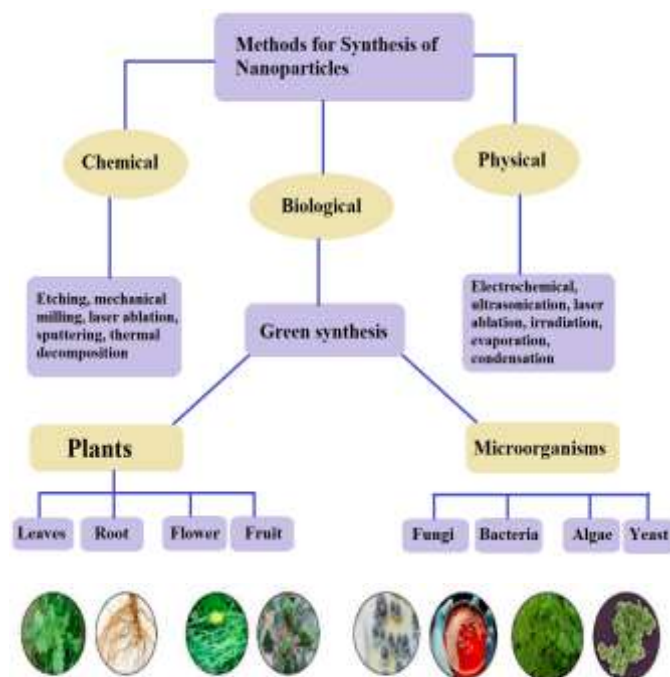 Methods for Synthesis of
Nanoparticles
Chemical
Biological
Physical
Etching, mechanical
milling, laser ablation,
sputtering, thermal
decomposition
Green synthesis
Electrochemical,
ultrasonication, laser
ablation, irradiation,
evaporation,
condensation
Plants
Microorganisms
Leaves
Root
Flower
Fruit
Fungi
Bacteria
Algae
Yeast